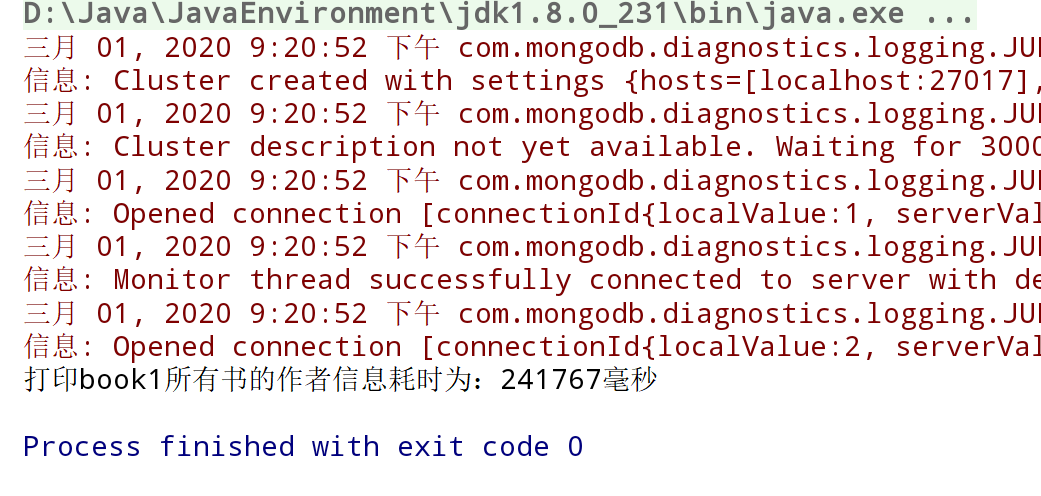 D:\Java\JavaEnvironment\jdk1.8.0_231\bin\java.exe ...
三月 01, 2020 9:20:52 下午 com.mongodb.diagnostics.logging.JUL
信息: Cluster created with settings {hosts=[localhost:27017],
三月 01, 2020 9:20:52 下午 com.mongodb.diagnostics.logging.JUL
信息: Cluster description not yet available. Waiting for 3000
三月 01, 2020 9:20:52 下午 com.mongodb.diagnostics.logging.JUL
信息: Opened connection [connectionId{localValue:1, serverVal
三月 01, 2020 9:20:52 下午 com.mongodb.diagnostics.logging.JUL
信息: Monitor thread successfully connected to server with de
三月 01, 2020 9:20:52 下午 com.mongodb.diagnostics.logging.JUL
信息: Opened connection [connectionId{localValue:2, serverVal
打印book1所有书的作者信息耗时为：241767毫秒
Process finished with exit code 0